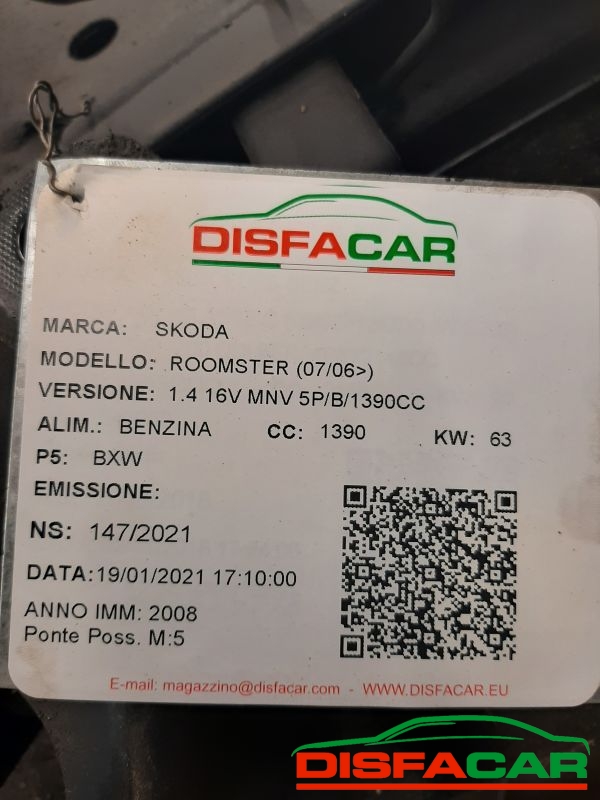 DISFACAR
MARCA: SKODA
MODELLO: ROOMSTER (07/06>)
VERSIONE: 1.4 16V MNV 5P/B/1390CC
ALIM.: BENZINA CC: 1390 KW: 63
P5: BXW
EMISSIONE:
NS: 147/2021
DATA:19/01/2021 17:10:00
ANNO IMM: 2008
Ponte Poss. M:5
E-mail: magazzino@disfacar.com - WWW.DISFACAR.EU
DISFACAR